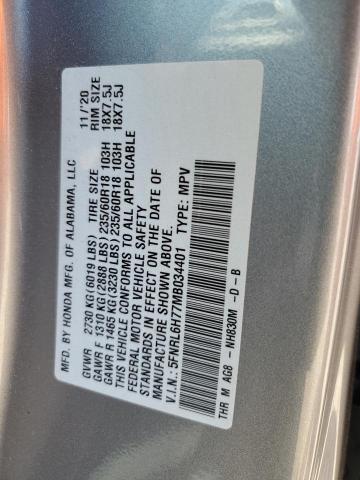 MFD. BY HONDA MFG. OF ALABAMA, LLC 11/'20
GVWR 2730 KG(6019 LBS) TIRE SIZE RIM SIZE
GAWR F 1310 KG(2888 LBS)235/60R18 103H 18X7.5J
GAWR R 1465 KG(3230 LBS)235/60R18 103H 18X7.5J
THIS VEHICLE CONFORMS TO ALL APPLICABLE
FEDERAL MOTOR VEHICLE SAFETY
STANDARDS IN EFFECT ON THE DATE OF
MANUFACTURE SHOWN ABOVE.
V.I.N.: 5FNRL6H77MB034401 TYPE: MPV
THR M AG8 - NH830M -D-B